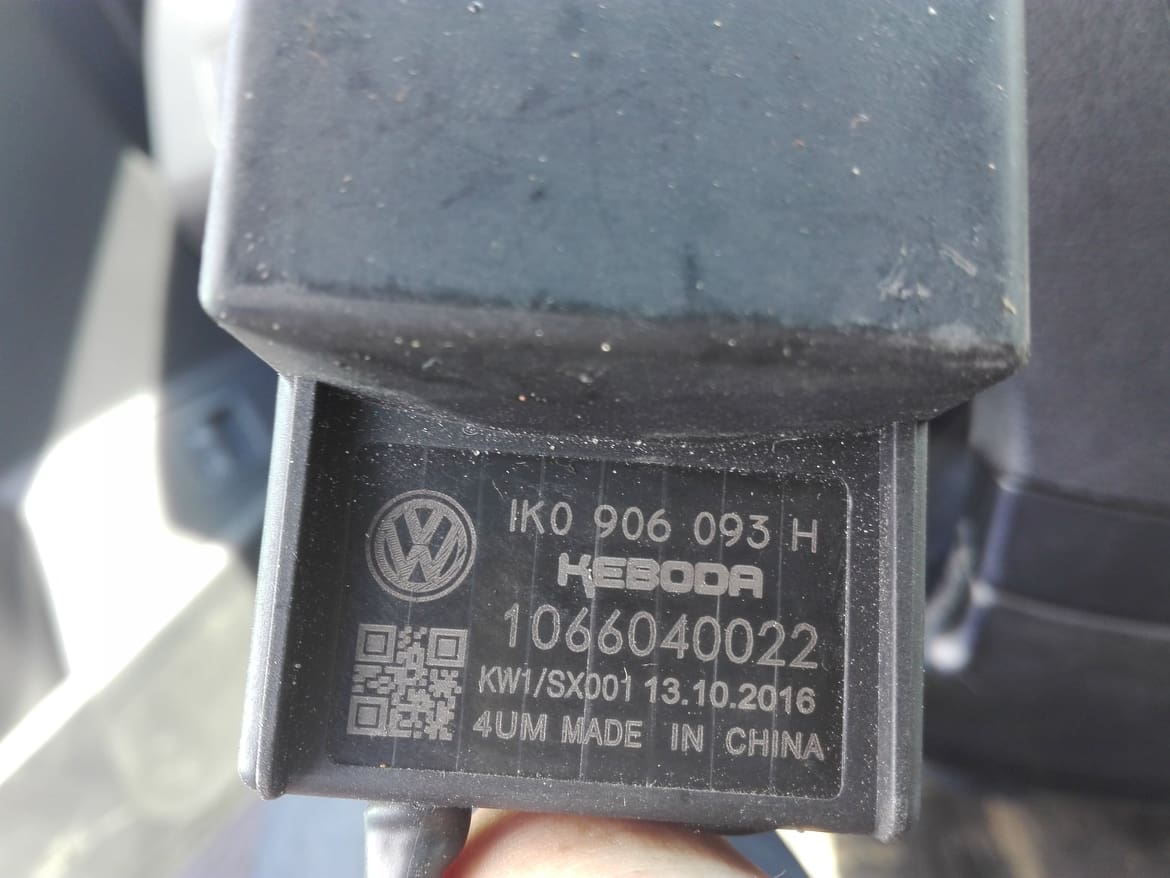 1K0 906 093 H
KEBODA
1066040022
KW1/SX001 13.10.2016
4UM MADE IN CHINA